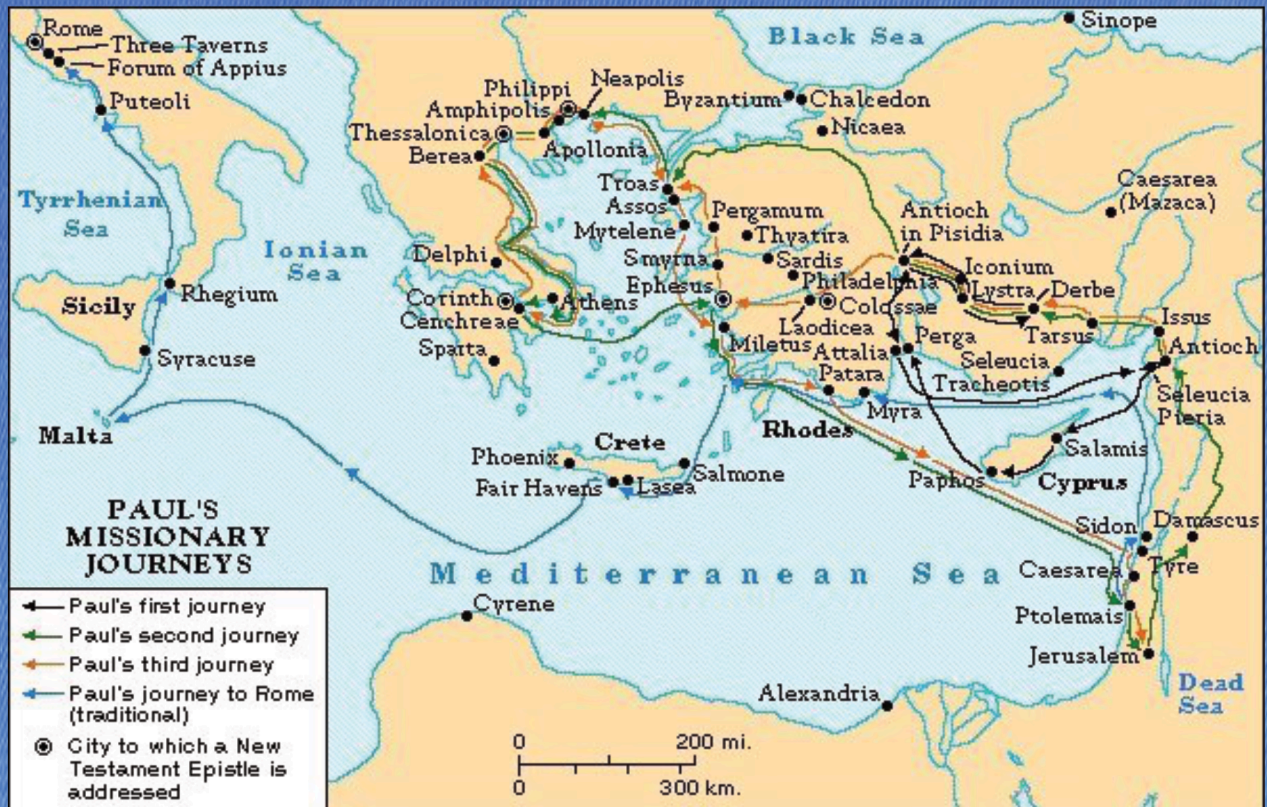 Rome
Three Taverns
Forum of Appius
Puteoli
Tyrrhenian
Sea
Ionian
Sea
Sicily
Rhegium
Syracuse
Malta
Black Sea
Sinope
Philippi
Neapolis
Amphipolis
Thessalonica
Berea
Apollonia
Byzantium
Chalcedon
Nicaea
Troas
Assos
Mytelene
Pergamum
Thyatira
Smyrna
Sardis
Ephesus
Philadelphia
Colossae
Laodicea
Miletus
Delphi
Corinth
Athens
Cenchreae
Sparta
Caesarea
(Mazaca)
Antioch
in Pisidia
Iconium
Lystra
Derbe
Tarsus
Issus
Antioch
Perga
Attalia
Seleucia
Tracheotis
Patara
Myra
Seleucia
Pieria
Rhodes
Salamis
Paphos
Cyprus
Crete
Phoenix
Salmone
Fair Havens
Lasea
Sidon
Damascus
Tyre
Caesarea
Ptolemais
Jerusalem
Dead
Sea
Mediterranean Sea
Cyrene
Alexandria
PAUL'S
MISSIONARY
JOURNEYS
Paul's first journey
Paul's second journey
Paul's third journey
Paul's journey to Rome
(traditional)
City to which a New
Testament Epistle is
addressed
0 200 mi.
0 300 km.